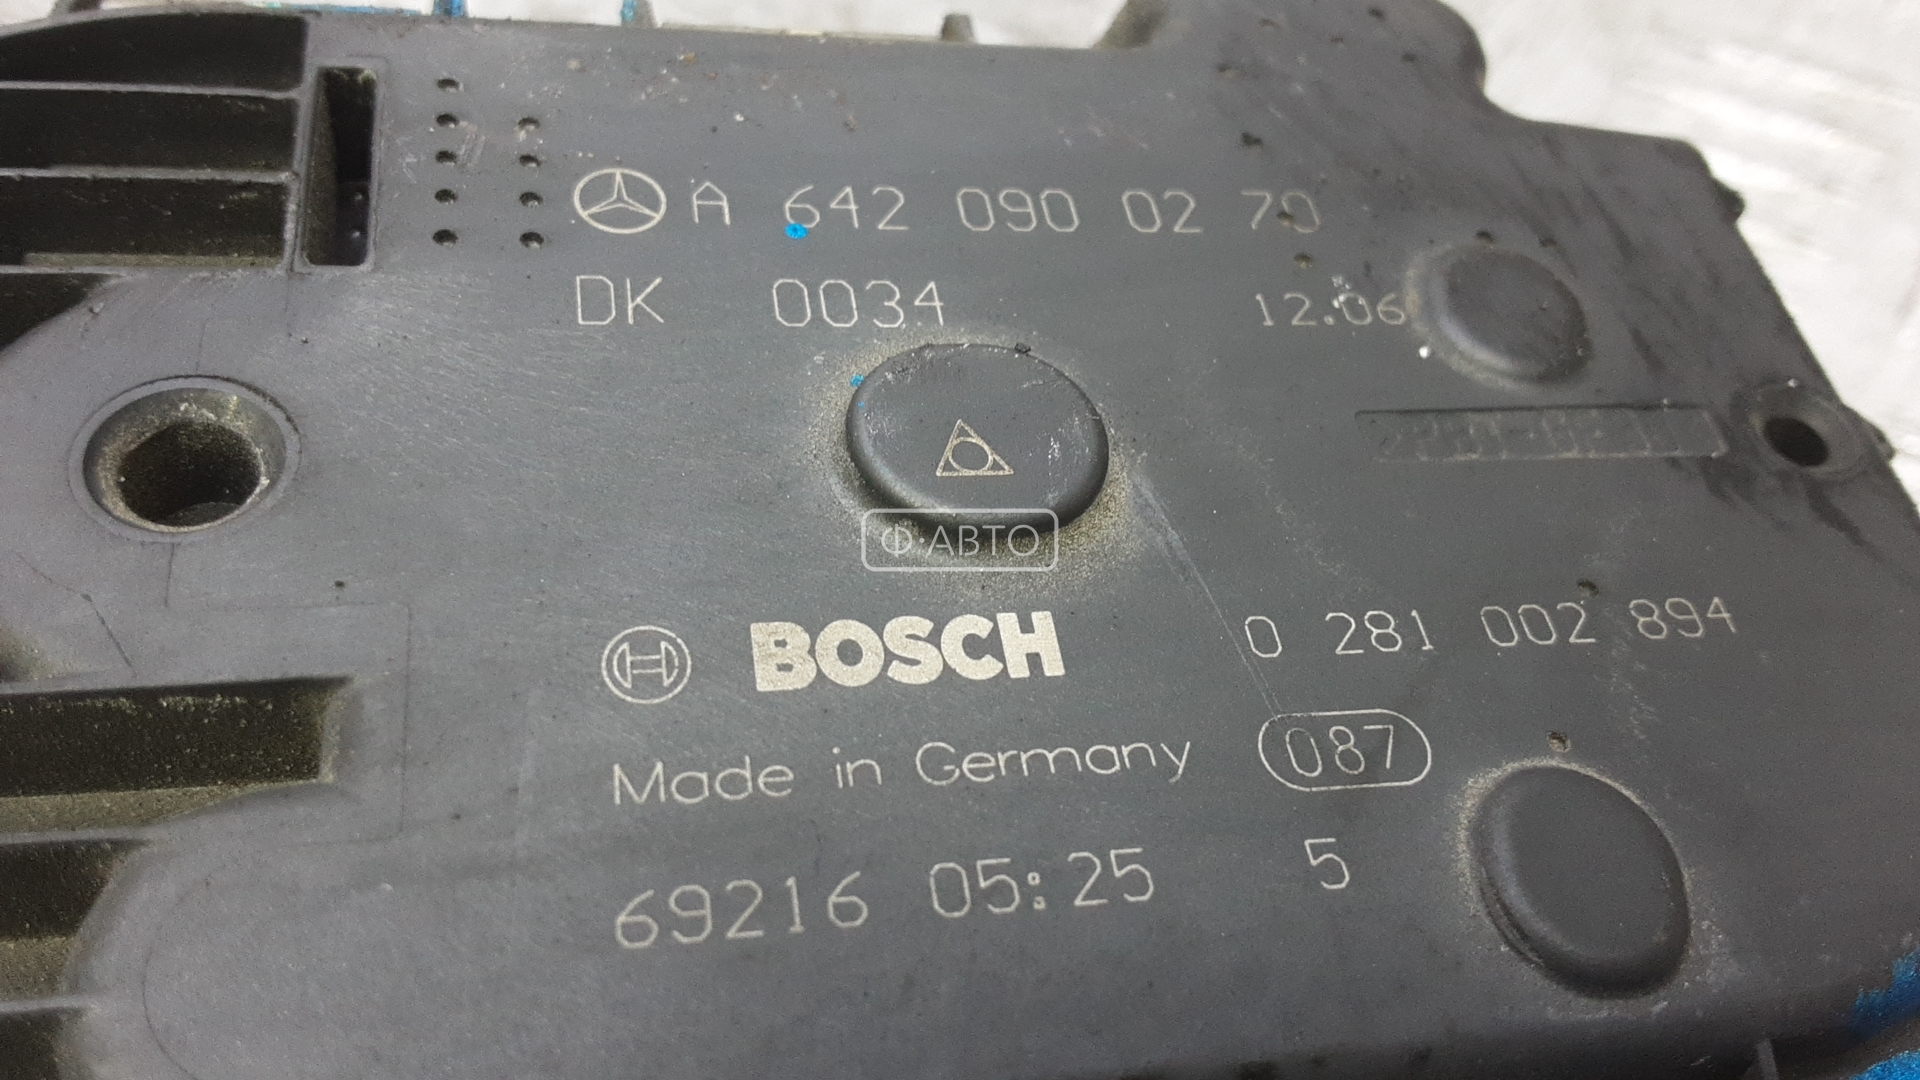 A 642 090 02 70
DK 0034 12.06
Ф·АВТО
BOSCH 0 281 002 894
Made in Germany 087
69216 05:25 5